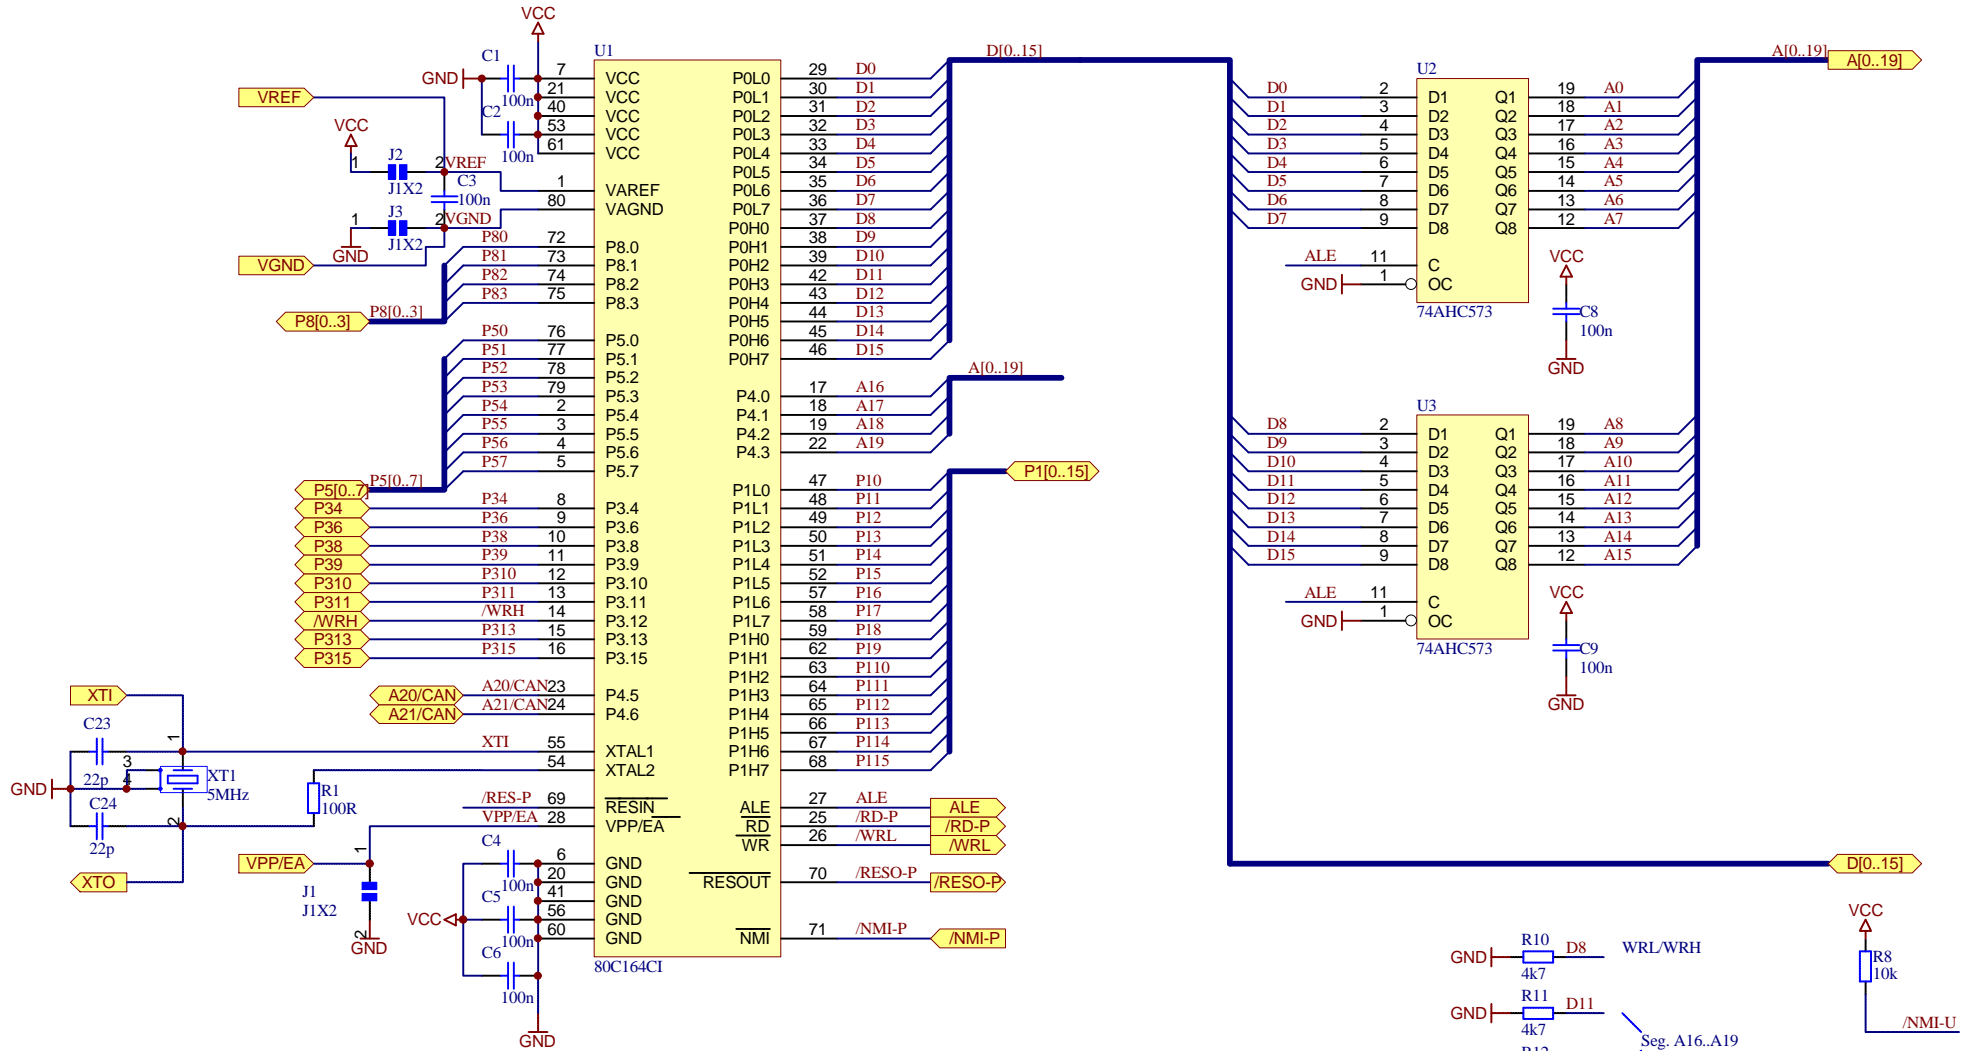 VCC
U1
C1
GND
100n
C2
100n
7 VCC
21 VCC
40 VCC
53 VCC
61 VCC
VREF
VCC
1 J2 2 VREF
J1X2
C3
100n
1 VAREF
80 VAGND
1 J3 2 VGND
J1X2
GND
VGND
P80 72 P8.0
P81 73 P8.1
P82 74 P8.2
P83 75 P8.3
P8[0..3] P8[0..3]
P50 76 P5.0
P51 77 P5.1
P52 78 P5.2
P53 79 P5.3
P54 2 P5.4
P55 3 P5.5
P56 4 P5.6
P57 5 P5.7
P5[0..7] P5[0..7]
P34 P34 8 P3.4
P36 P36 9 P3.6
P38 P38 10 P3.8
P39 P39 11 P3.9
P310 P310 12 P3.10
P311 P311 13 P3.11
/WRH /WRH 14 P3.12
P313 P313 15 P3.13
P315 P315 16 P3.15
A20/CAN A20/CAN 23 P4.5
A21/CAN A21/CAN 24 P4.6
XTI
C23
22p
1
XTI 55 XTAL1
54 XTAL2
3
4
GND
XT1
5MHz
C24
22p
2
R1
100R
XTO
/RES-P 69 RESIN
VPP/EA 28 VPP/EA
VPP/EA
1
J1
J1X2
2
GND
C4
100n
C5
VCC
100n
C6
100n
6 GND
20 GND
41 GND
56 GND
60 GND
GND
80C164CI
P0L0 29 D0
P0L1 30 D1
P0L2 31 D2
P0L3 32 D3
P0L4 33 D4
P0L5 34 D5
P0L6 35 D6
P0L7 36 D7
P0H0 37 D8
P0H1 38 D9
P0H2 39 D10
P0H3 42 D11
P0H4 43 D12
P0H5 44 D13
P0H6 45 D14
P0H7 46 D15
D[0..15]
P4.0 17 A16
P4.1 18 A17
P4.2 19 A18
P4.3 22 A19
A[0..19]
P1L0 47 P10
P1L1 48 P11
P1L2 49 P12
P1L3 50 P13
P1L4 51 P14
P1L5 52 P15
P1L6 57 P16
P1L7 58 P17
P1H0 59 P18
P1H1 62 P19
P1H2 63 P110
P1H3 64 P111
P1H4 65 P112
P1H5 66 P113
P1H6 67 P114
P1H7 68 P115
P1[0..15]
ALE 27 ALE ALE
RD 25 /RD-P /RD-P
WR 26 /WRL /WRL
RESOUT 70 /RESO-P /RESO-P
NMI 71 /NMI-P /NMI-P
U2
D0 2 D1 Q1 19 A0
D1 3 D2 Q2 18 A1
D2 4 D3 Q3 17 A2
D3 5 D4 Q4 16 A3
D4 6 D5 Q5 15 A4
D5 7 D6 Q6 14 A5
D6 8 D7 Q7 13 A6
D7 9 D8 Q8 12 A7
ALE 11 C
GND 1 OC
74AHC573
VCC
C8
100n
GND
A[0..19] A[0..19]
U3
D8 2 D1 Q1 19 A8
D9 3 D2 Q2 18 A9
D10 4 D3 Q3 17 A10
D11 5 D4 Q4 16 A11
D12 6 D5 Q5 15 A12
D13 7 D6 Q6 14 A13
D14 8 D7 Q7 13 A14
D15 9 D8 Q8 12 A15
ALE 11 C
GND 1 OC
74AHC573
VCC
C9
100n
GND
D[0..15]
GND R10 D8 WRL/WRH
4k7
GND R11 D11
4k7
Seg. A16..A19
VCC
R8
10k
/NMI-U